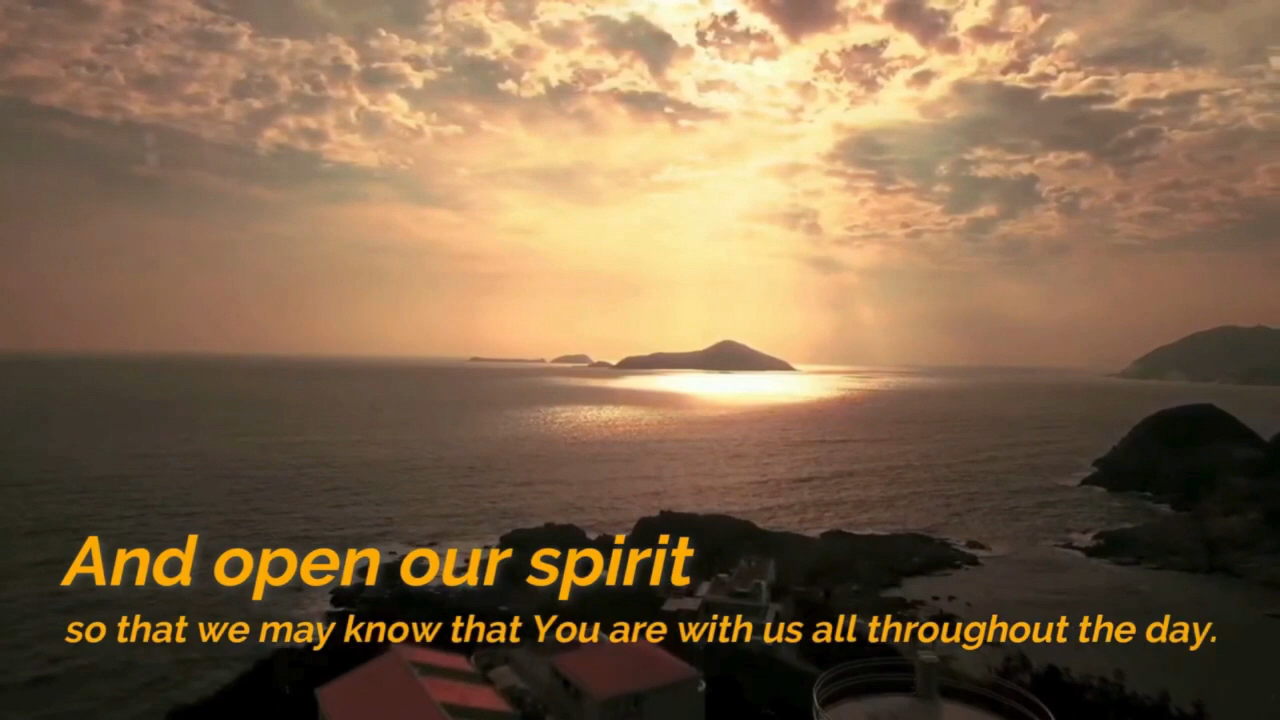 And open our spirit
so that we may know that You are with us all throughout the day.